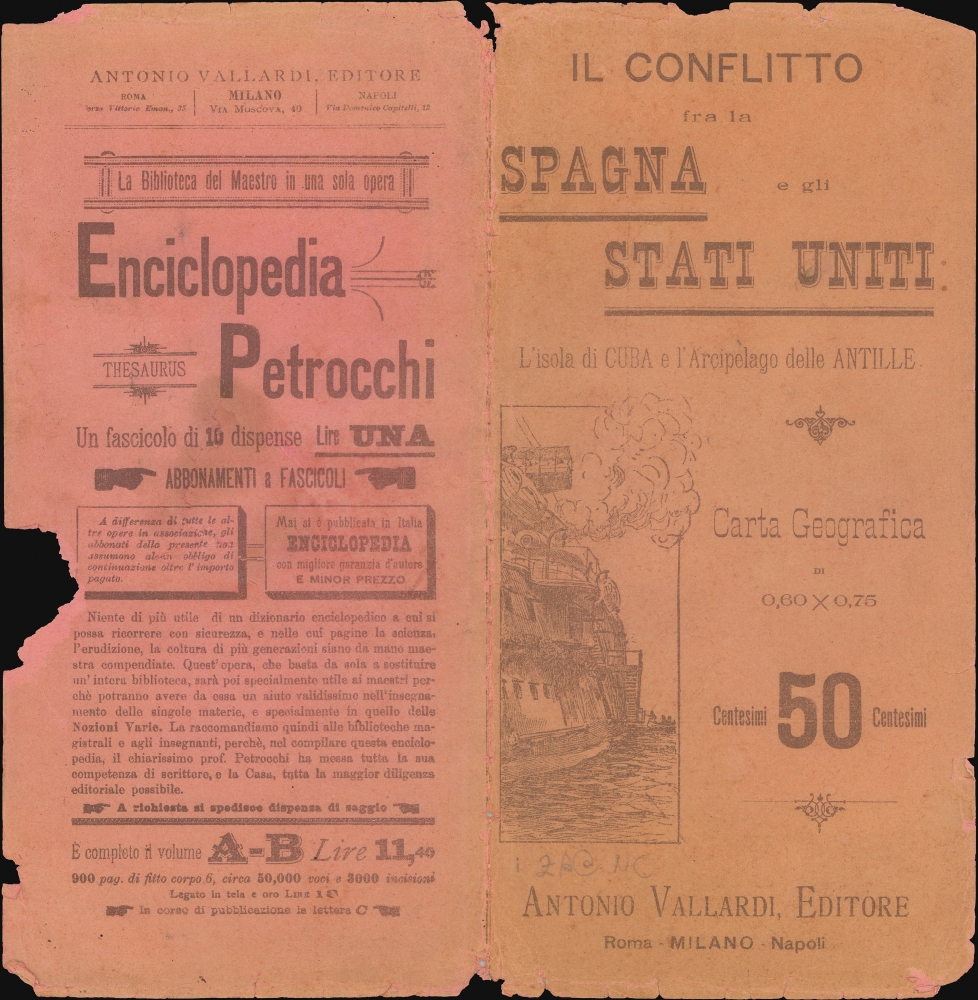 ANTONIO VALLARDI, EDITORE
ROMA
MILANO
NAPOLI
Vittorio Eman., 35
VIA MOSCOVA, 40
Via Domenico Capitelli, 12
La Biblioteca del Maestro in una sola opera
Enciclopedia
THESAURUS
Petrocchi
Un fascicolo di 10 dispense Lire UNA
ABBONAMENTI a FASCICOLI
A differenza di tutte le al-
tre opere in associazione, gli
abbonati della presente non
assumono alcun obbligo di
continuazione oltre l'importo
pagato.
Mai si è pubblicata in Italia
ENCICLOPEDIA
con migliore garanzia d'autore
E MINOR PREZZO
Niente di più utile di un dizionario enciclopedico a cui si
possa ricorrere con sicurezza, e nelle cui pagine la scienza,
l'erudizione, la coltura di più generazioni siano da mano mae-
stra compendiate. Quest'opera, che basta da sola a sostituire
un'intera biblioteca, sarà poi specialmente utile ai maestri per-
chè potranno avere da essa un aiuto validissimo nell'insegna-
mento delle singole materie, e specialmente in quello delle
Nozioni Varie. La raccomandiamo quindi alle biblioteche ma-
gistrali e agli insegnanti, perchè, nel compilare questa enciclo-
pedia, il chiarissimo prof. Petrocchi ha messa tutta la sua
competenza di scrittore, e la Casa, tutta la maggior diligenza
editoriale possibile.
A richiesta si spedisce dispensa di saggio
È completo il volume A-B Lire 11,40
900 pag. di fitto corpo 6, circa 50,000 voci e 3000 incisioni
Legato in tela e oro LIRE
In corso di pubblicazione la lettera C
IL CONFLITTO
fra la
SPAGNA
e gli
STATI UNITI
L'isola di CUBA e l'Arcipelago delle ANTILLE.
Carta Geografica
DI
0,60 × 0,75
Centesimi 50 Centesimi
ANTONIO VALLARDI, EDITORE
Roma - MILANO - Napoli